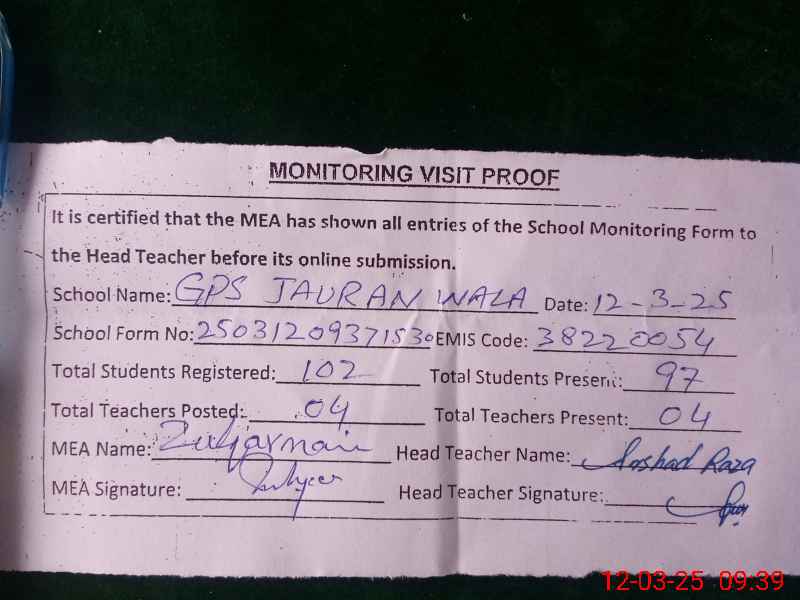 MONITORING VISIT PROOF
It is certified that the MEA has shown all entries of the School Monitoring Form to
the Head Teacher before its online submission.
School Name: GPS JAURAN WALA Date: 12-3-25
School Form No: 25031209371530 EMIS Code: 38220054
Total Students Registered: 102 Total Students Present: 97
Total Teachers Posted: 04 Total Teachers Present: 04
MEA Name: Head Teacher Name: Arshad Raza
MEA Signature: Head Teacher Signature:
12-03-25 09:39